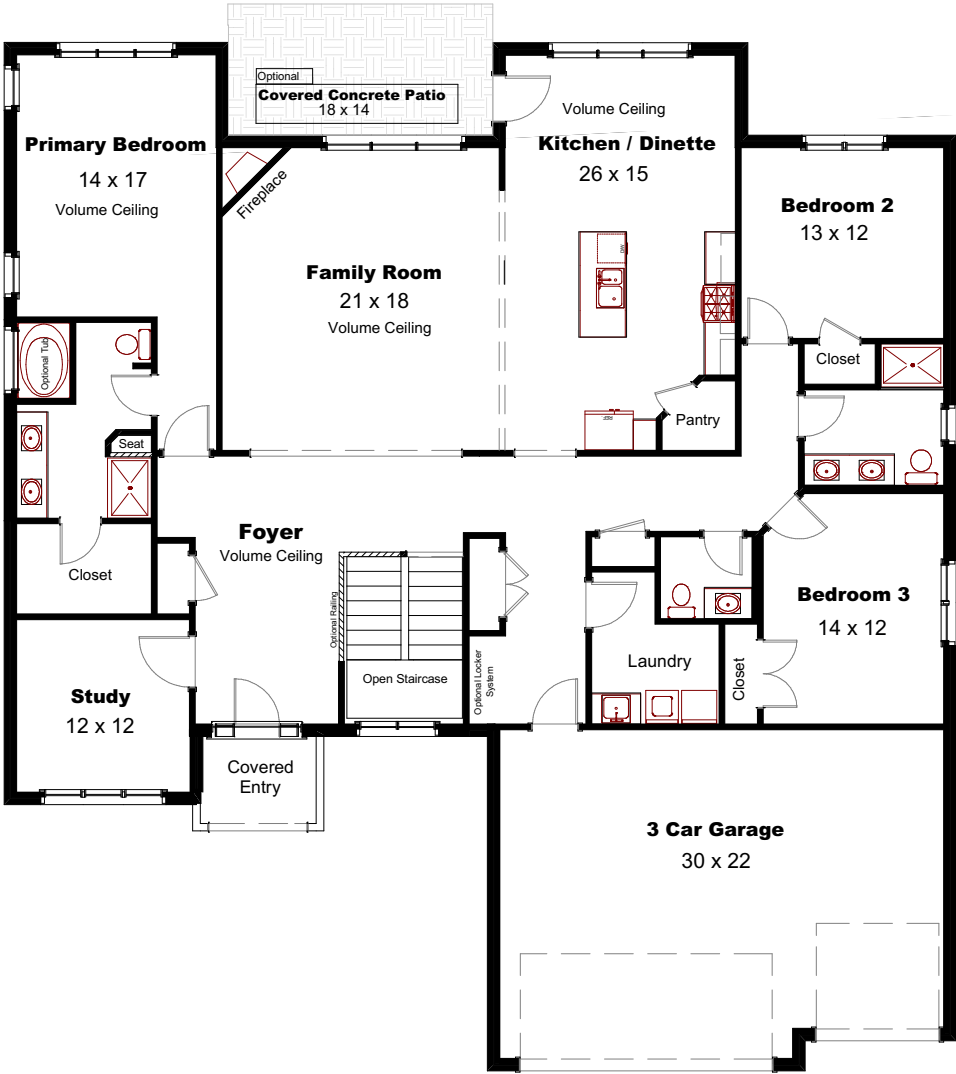 Optional
Covered Concrete Patio
18 x 14
Volume Ceiling
Primary Bedroom
14 x 17
Volume Ceiling
Kitchen / Dinette
26 x 15
Fireplace
Bedroom 2
13 x 12
DW
Family Room
21 x 18
Volume Ceiling
Optional Tub
Closet
REF.
Pantry
Seat
Foyer
Volume Ceiling
Closet
Optional Railing
Bedroom 3
14 x 12
Laundry
Closet
Open Staircase
Optional Locker
System
Study
12 x 12
Covered
Entry
3 Car Garage
30 x 22